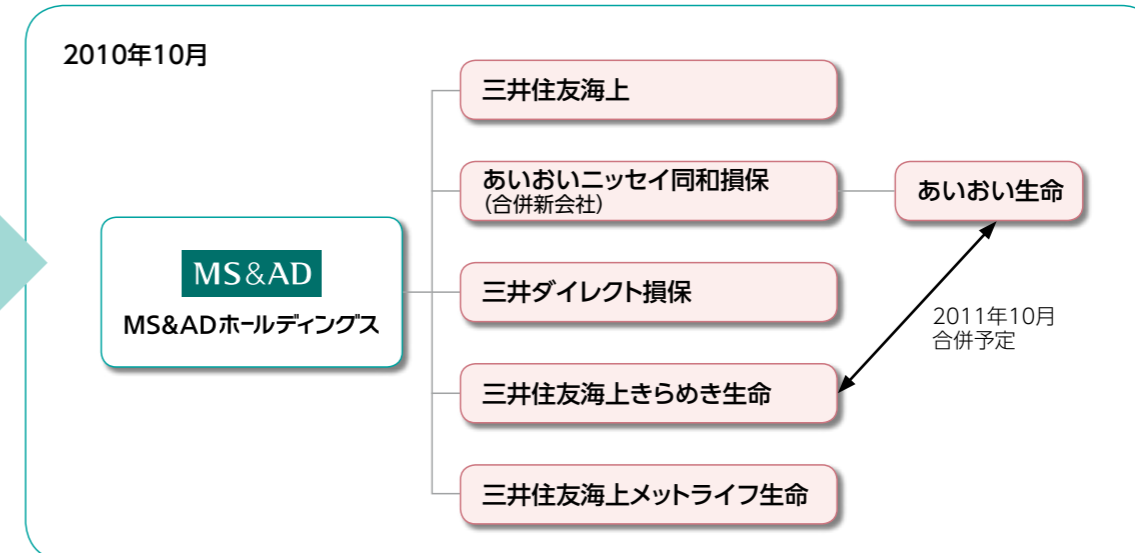 2010年10月
MS&AD
MS&ADホールディングス
三井住友海上
あいおいニッセイ同和損保
(合併新会社)
あいおい生命
三井ダイレクト損保
2011年10月
合併予定
三井住友海上きらめき生命
三井住友海上メットライフ生命